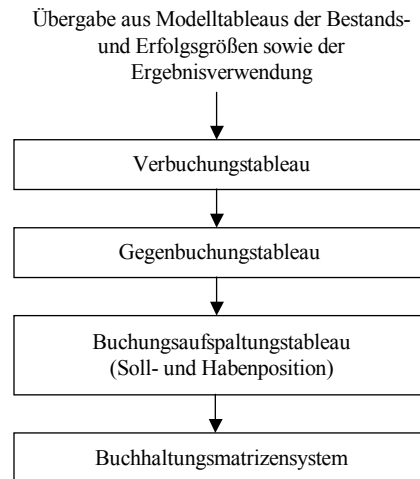 Übergabe aus Modelltableaus der Bestands-
und Erfolgsgrößen sowie der
Ergebnisverwendung
Verbuchungstableau
Gegenbuchungstableau
Buchungsaufspaltungstableau
(Soll- und Habenposition)
Buchhaltungsmatrizensystem